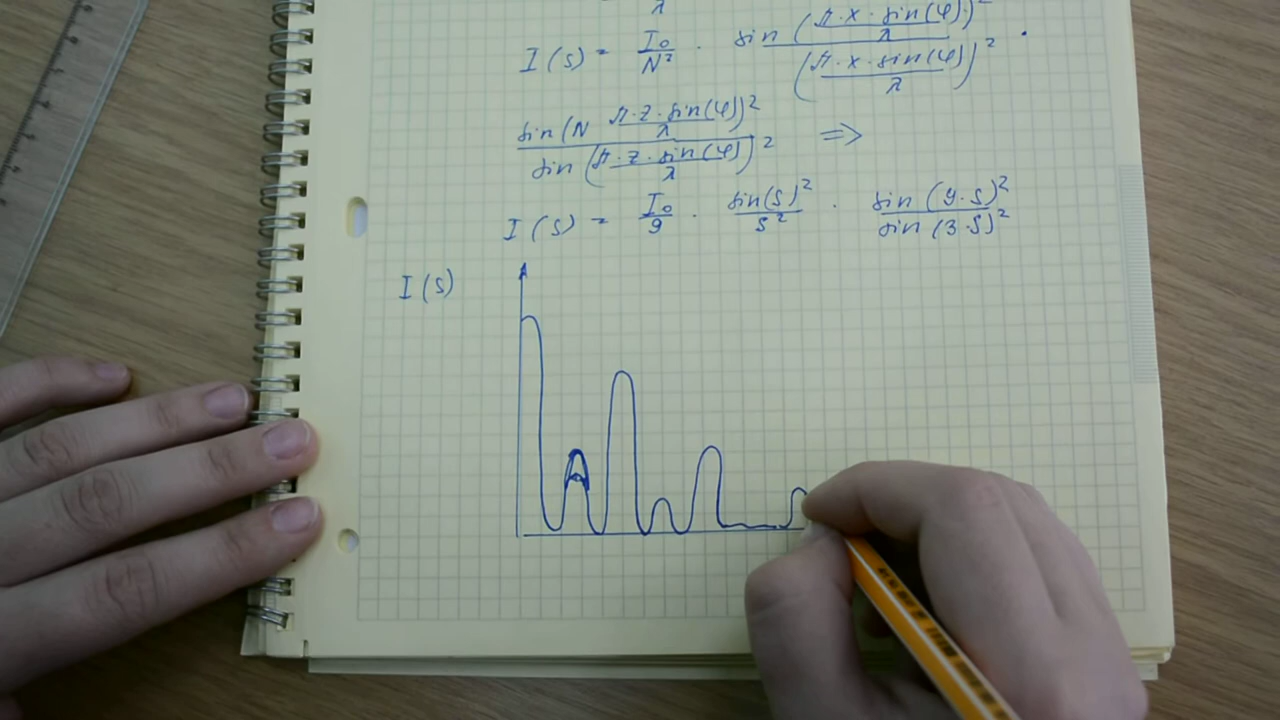 λ
I(s) = I₀/N² · sin(π·x·sin(φ)/λ)²/(π·x·sin(φ)/λ)² ·
sin(N π·z·sin(φ)/λ)²/sin(π·z·sin(φ)/λ)² =>
I(s) = I₀/9 · sin(s)²/s² · sin(9·s)²/sin(3·s)²
I(s)